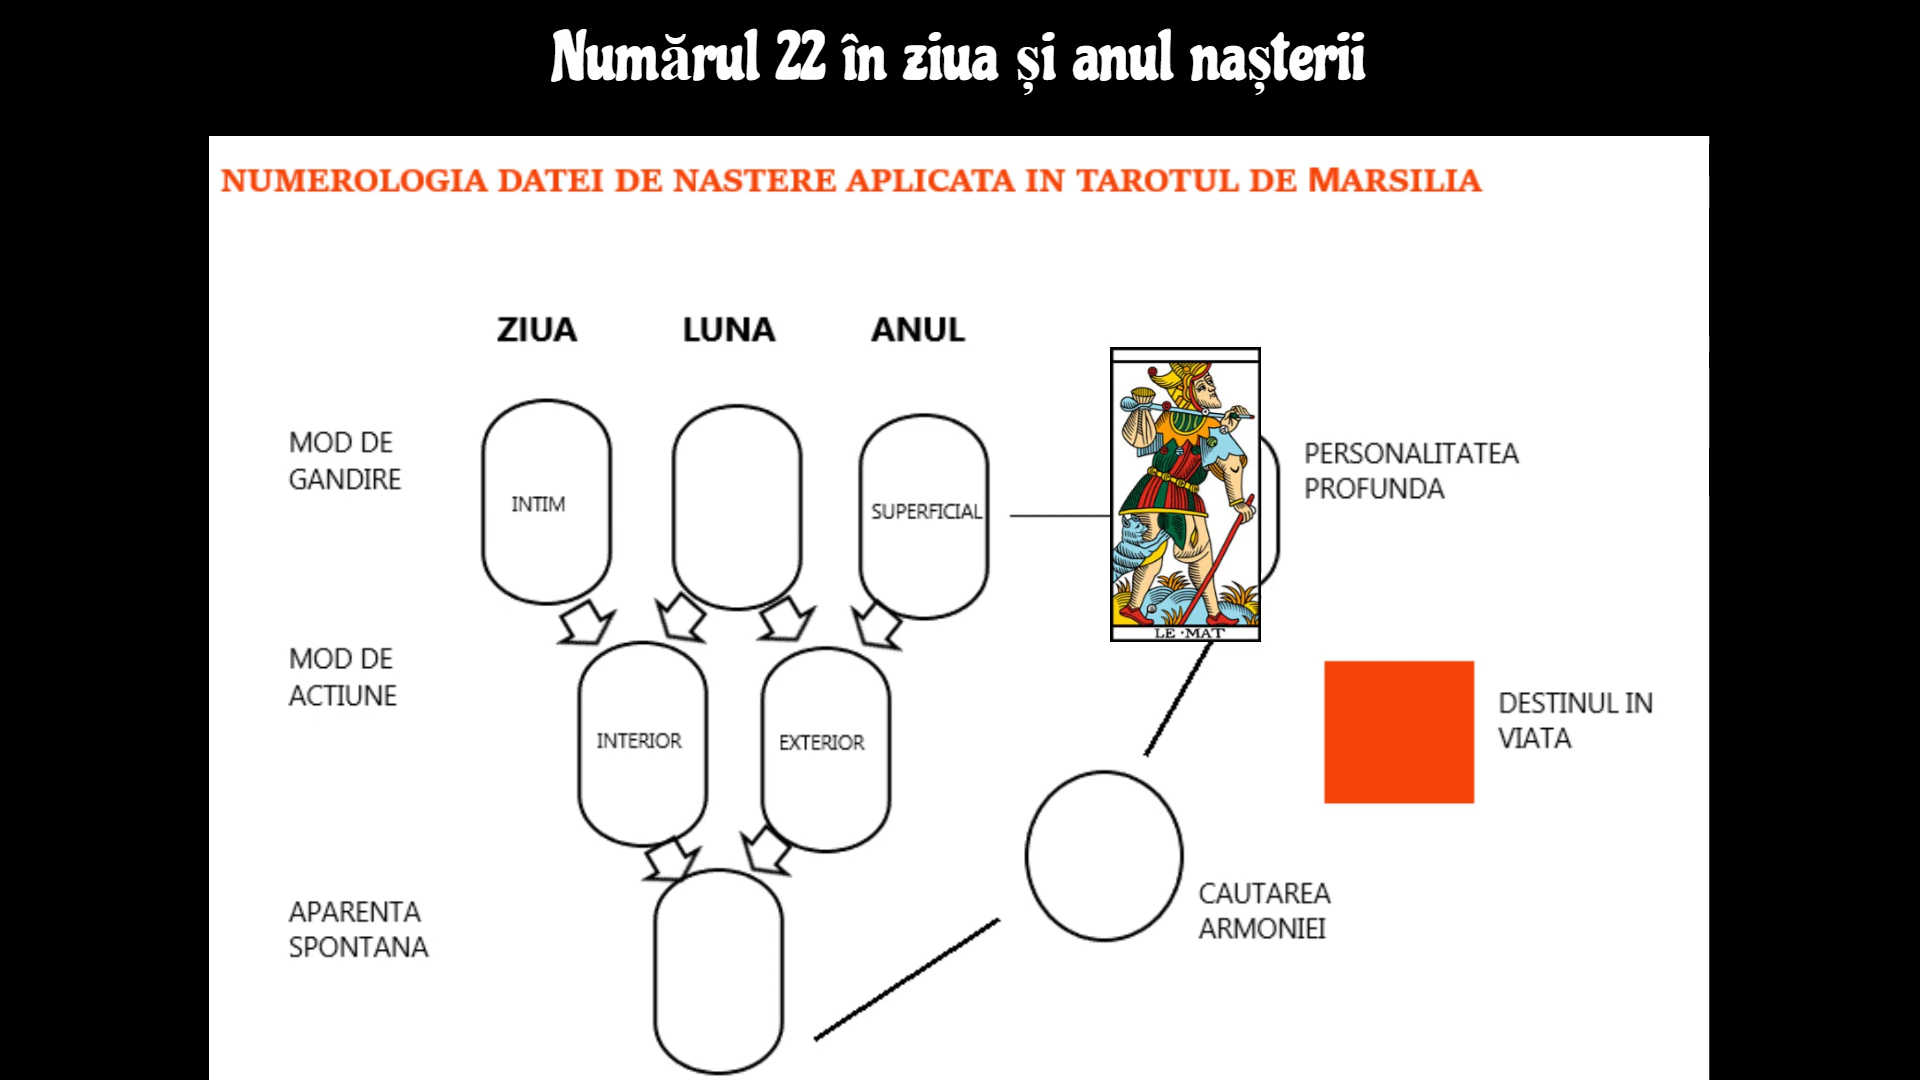 Numărul 22 în ziua și anul nașterii
NUMEROLOGIA DATEI DE NASTERE APLICATA IN TAROTUL DE MARSILIA
ZIUA LUNA ANUL
MOD DE
GANDIRE
INTIM
SUPERFICIAL
PERSONALITATEA
PROFUNDA
LE·MAT
MOD DE
ACTIUNE
INTERIOR
EXTERIOR
DESTINUL IN
VIATA
CAUTAREA
ARMONIEI
APARENTA
SPONTANA